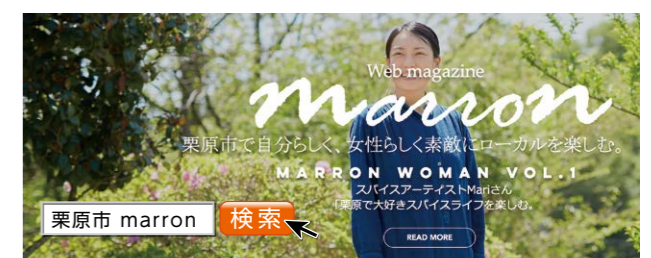 Web magazine
marron
栗原市で自分らしく、女性らしく素敵にローカルを楽しむ。
MARRON WOMAN VOL.1
スパイスアーティストMariさん
「栗原で大好きスパイスライフを楽しむ。
READ MORE
栗原市 marron 検索